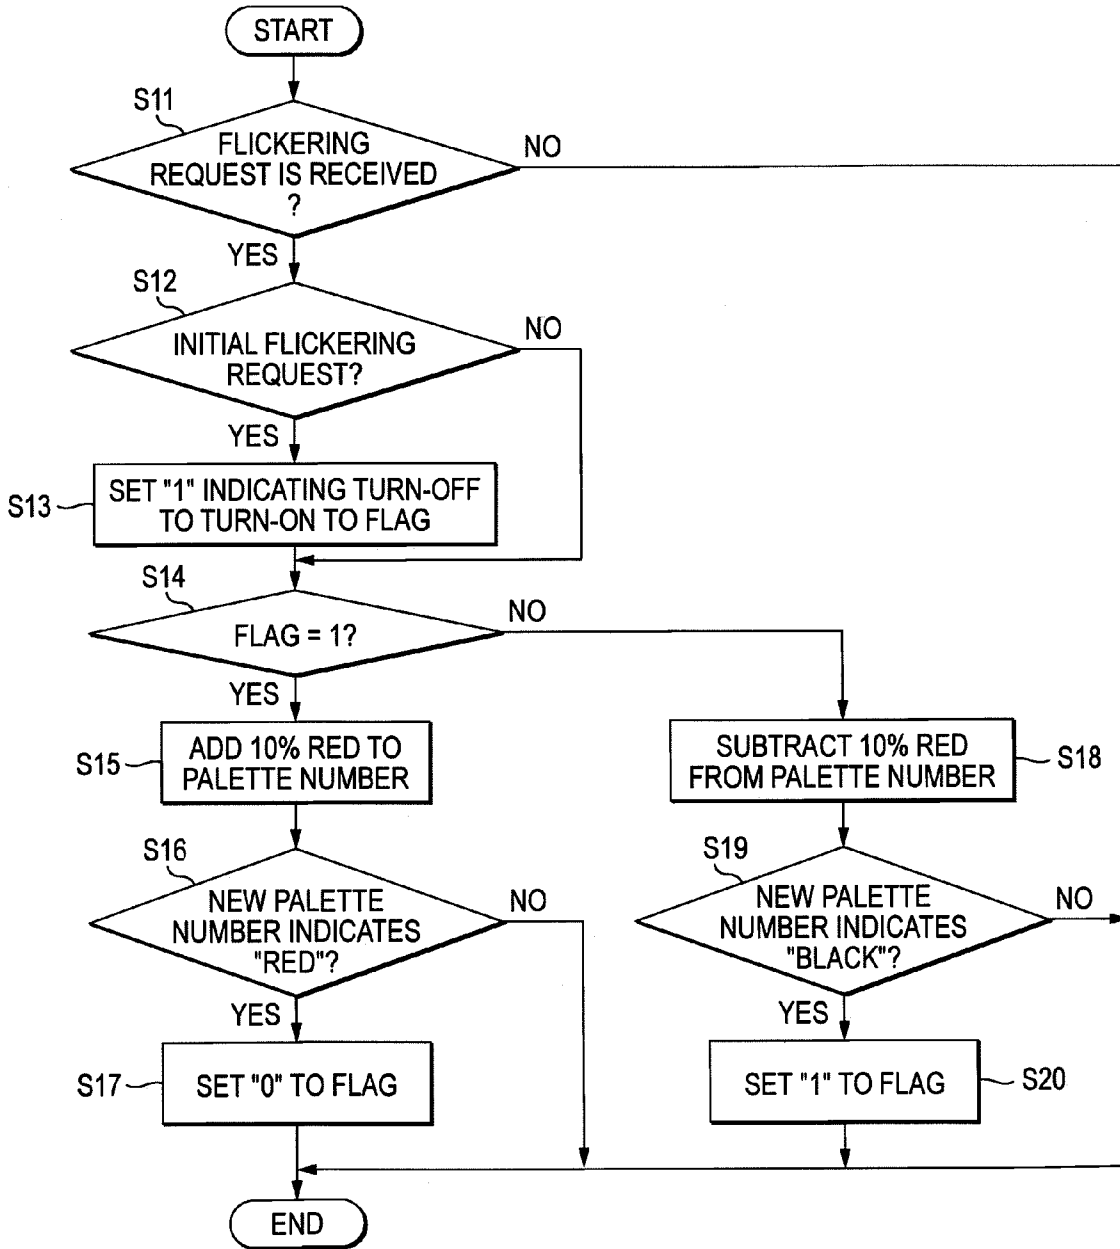 START
S11
FLICKERING
REQUEST IS RECEIVED
?
NO
YES
S12
INITIAL FLICKERING
REQUEST?
NO
YES
S13
SET "1" INDICATING TURN-OFF
TO TURN-ON TO FLAG
S14
FLAG = 1?
NO
YES
S15
ADD 10% RED TO
PALETTE NUMBER
SUBTRACT 10% RED
FROM PALETTE NUMBER
S18
S16
NEW PALETTE
NUMBER INDICATES
"RED"?
NO
YES
S19
NEW PALETTE
NUMBER INDICATES
"BLACK"?
NO
YES
S17
SET "0" TO FLAG
SET "1" TO FLAG
S20
END